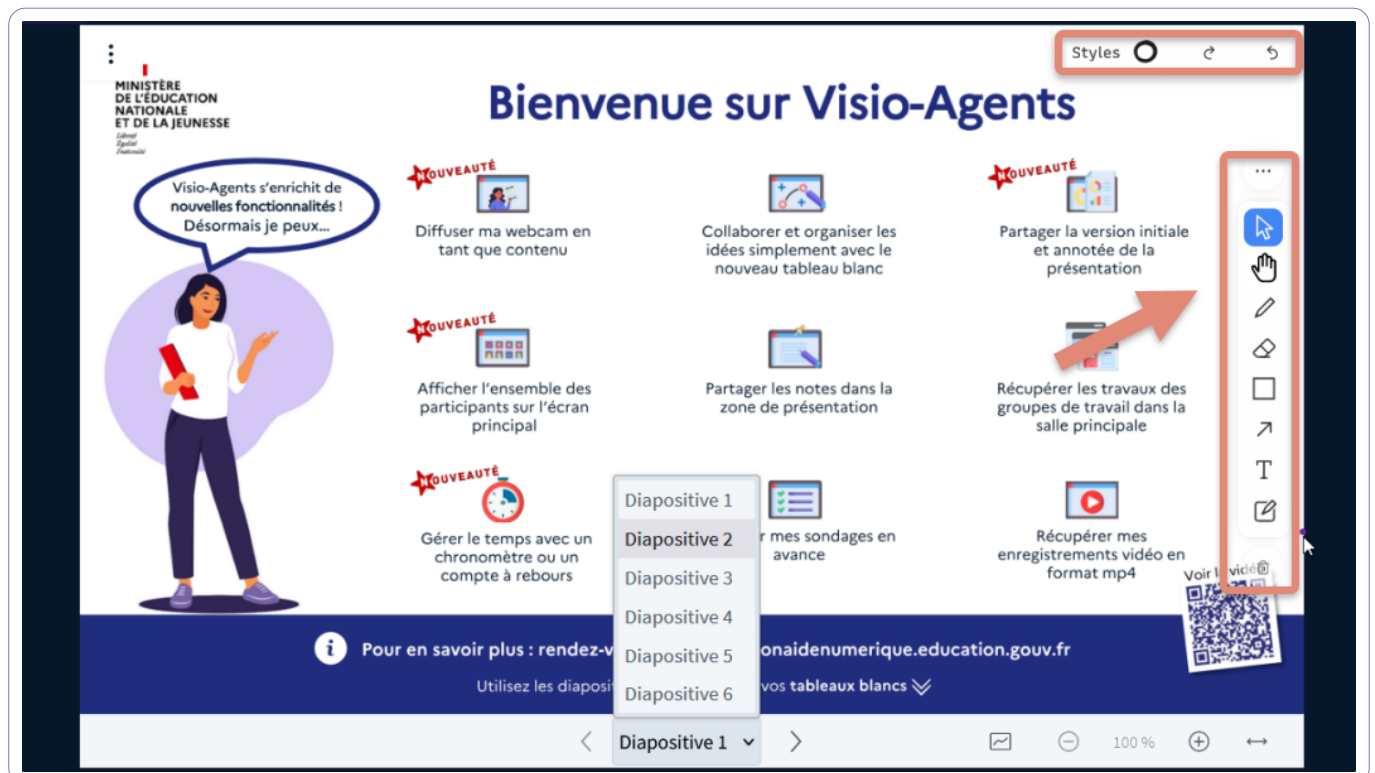 Styles
MINISTÈRE
DE L'ÉDUCATION
NATIONALE
ET DE LA JEUNESSE
Liberté
Égalité
Fraternité
Bienvenue sur Visio-Agents
Visio-Agents s'enrichit de
nouvelles fonctionnalités !
Désormais je peux...
NOUVEAUTÉ
Diffuser ma webcam en
tant que contenu
Collaborer et organiser les
idées simplement avec le
nouveau tableau blanc
NOUVEAUTÉ
Partager la version initiale
et annotée de la
présentation
NOUVEAUTÉ
Afficher l'ensemble des
participants sur l'écran
principal
Partager les notes dans la
zone de présentation
Récupérer les travaux des
groupes de travail dans la
salle principale
NOUVEAUTÉ
Gérer le temps avec un
chronomètre ou un
compte à rebours
mes sondages en
avance
Récupérer mes
enregistrements vidéo en
format mp4
T
Voir la vidéo
Diapositive 1
Diapositive 2
Diapositive 3
Diapositive 4
Diapositive 5
Diapositive 6
i Pour en savoir plus : rendez-v onaidenumerique.education.gouv.fr
Utilisez les diaposi vos tableaux blancs
Diapositive 1
100 %